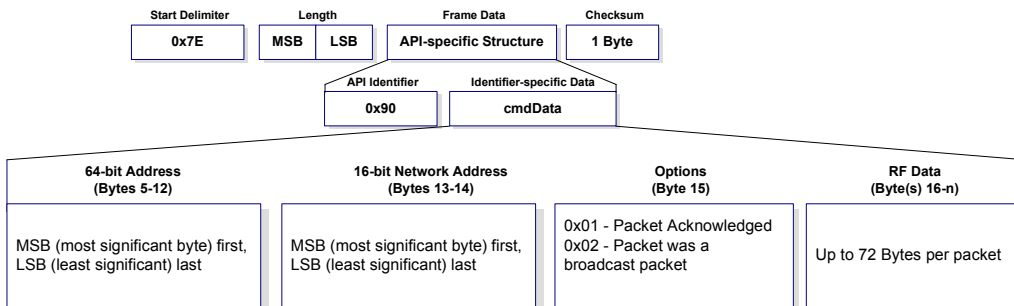 Start Delimiter
Length
Frame Data
Checksum
0x7E
MSB
LSB
API-specific Structure
1 Byte
API Identifier
Identifier-specific Data
0x90
cmdData
64-bit Address
(Bytes 5-12)
16-bit Network Address
(Bytes 13-14)
Options
(Byte 15)
RF Data
(Byte(s) 16-n)
MSB (most significant byte) first,
LSB (least significant) last
MSB (most significant byte) first,
LSB (least significant) last
0x01 - Packet Acknowledged
0x02 - Packet was a
broadcast packet
Up to 72 Bytes per packet